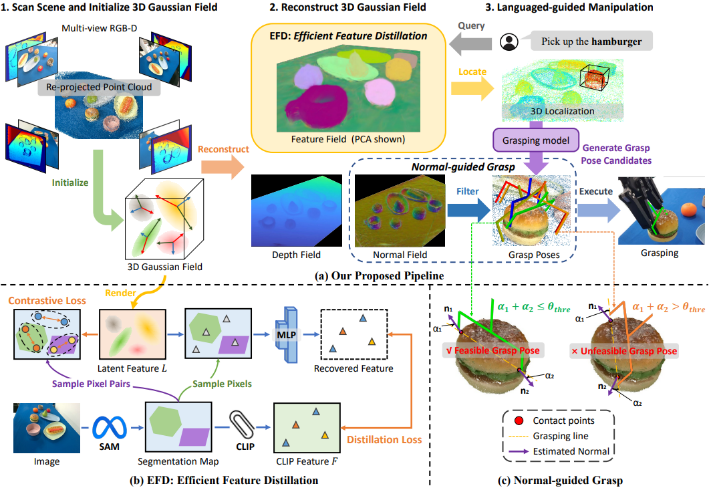 1. Scan Scene and Initialize 3D Gaussian Field
2. Reconstruct 3D Gaussian Field
3. Languaged-guided Manipulation
Multi-view RGB-D
Re-projected Point Cloud
Initialize
3D Gaussian Field
Reconstruct
EFD: Efficient Feature Distillation
Feature Field (PCA shown)
Query
Pick up the hamburger
Locate
3D Localization
Grasping model
Generate Grasp
Pose Candidates
Normal-guided Grasp
Depth Field
Normal Field
Filter
Grasp Poses
Execute
Grasping
(a) Our Proposed Pipeline
Render
Contrastive Loss
Latent Feature L
MLP
Recovered Feature
Sample Pixel Pairs
Sample Pixels
Distillation Loss
Image
SAM
Segmentation Map
CLIP
CLIP Feature F
(b) EFD: Efficient Feature Distillation
n₁
α₁
α₁ + α₂ ≤ θthre
√ Feasible Grasp Pose
n₂
α₂
n₁
α₁
α₁ + α₂ > θthre
× Unfeasible Grasp Pose
n₂
α₂
Contact points
Grasping line
Estimated Normal
(c) Normal-guided Grasp